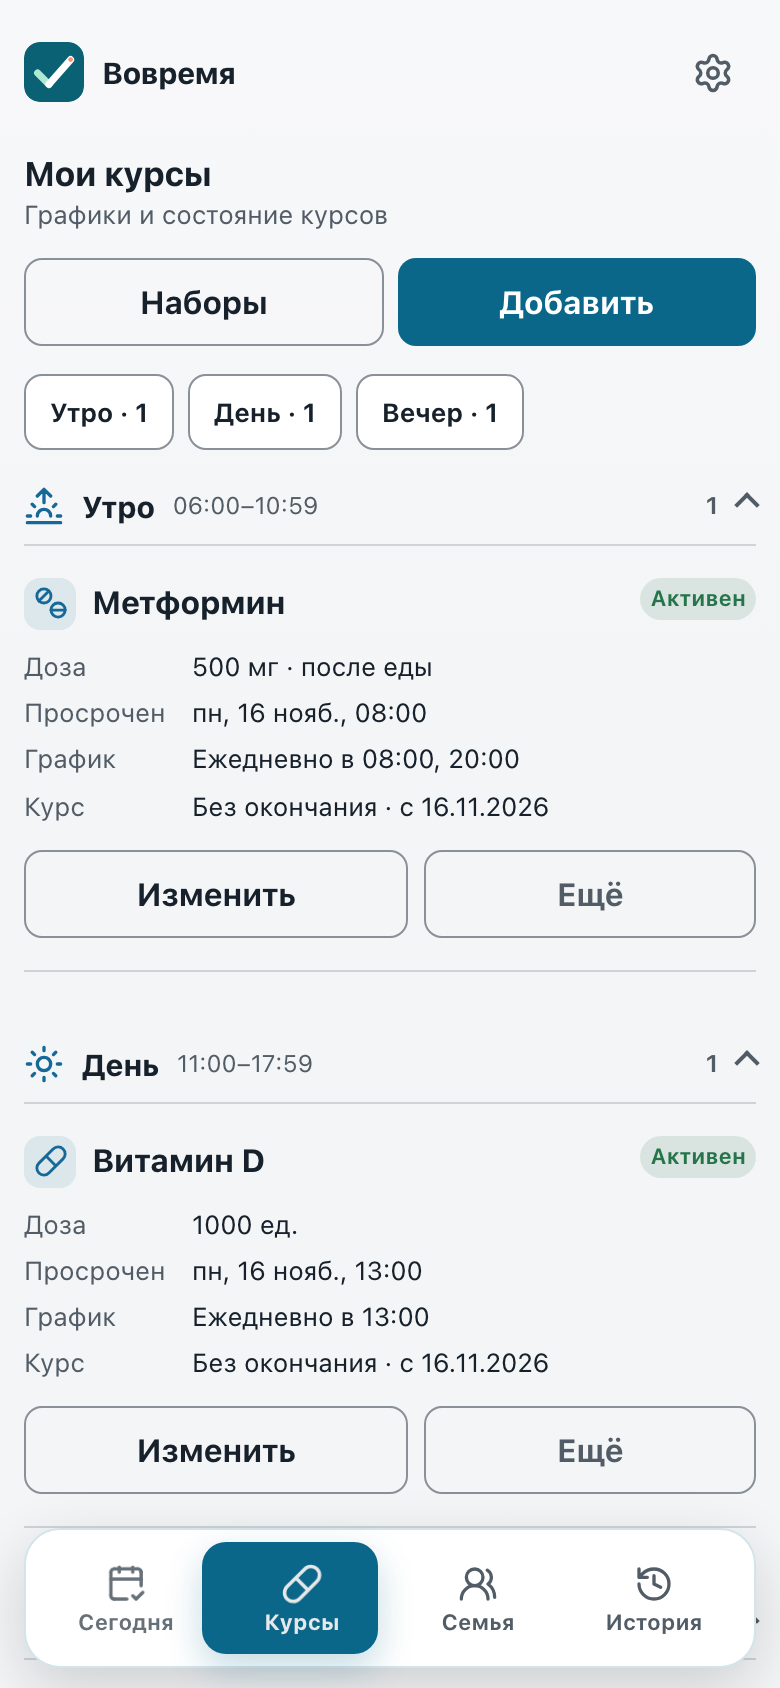 Вовремя
Мои курсы
Графики и состояние курсов
Наборы Добавить
Утро · 1 День · 1 Вечер · 1
Утро 06:00–10:59 1
Метформин Активен
Доза 500 мг · после еды
Просрочен пн, 16 нояб., 08:00
График Ежедневно в 08:00, 20:00
Курс Без окончания · с 16.11.2026
Изменить Ещё
День 11:00–17:59 1
Витамин D Активен
Доза 1000 ед.
Просрочен пн, 16 нояб., 13:00
График Ежедневно в 13:00
Курс Без окончания · с 16.11.2026
Изменить Ещё
Сегодня Курсы Семья История